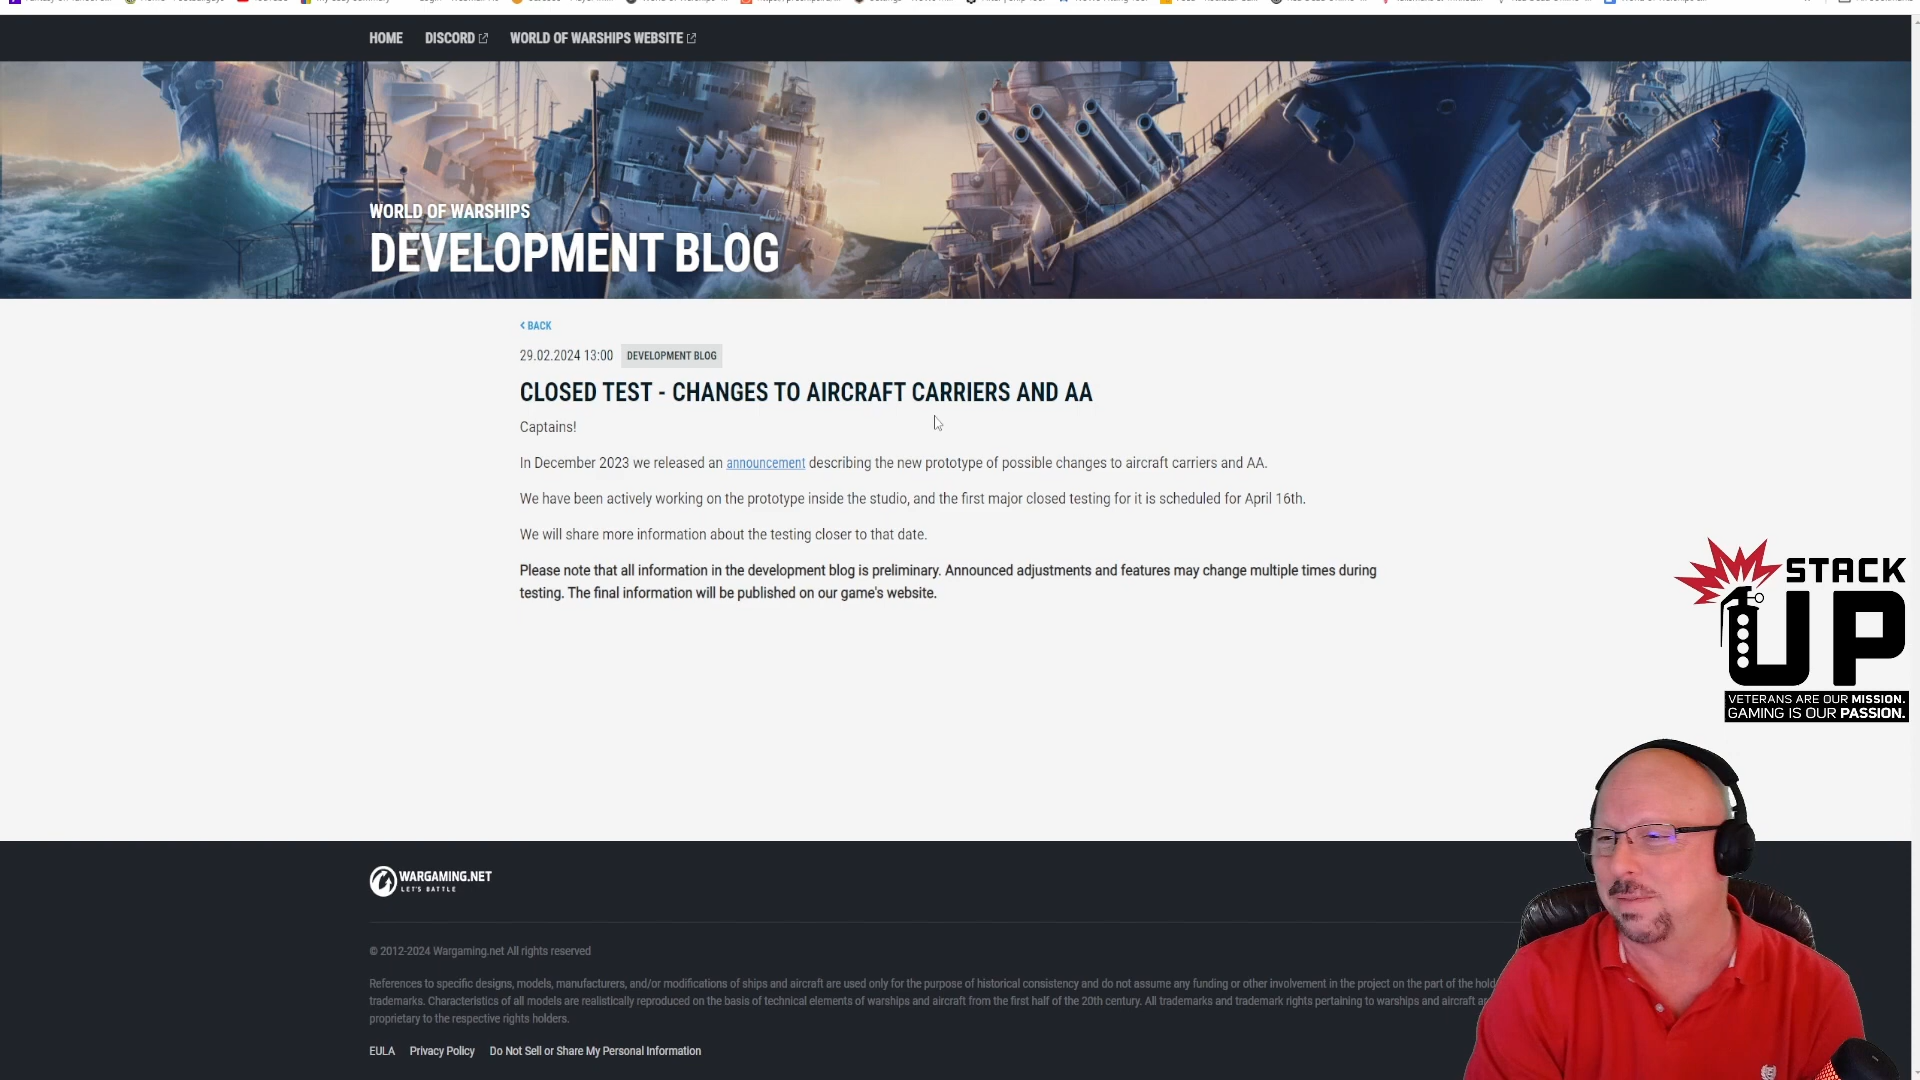 HOME DISCORD WORLD OF WARSHIPS WEBSITE
WORLD OF WARSHIPS
DEVELOPMENT BLOG
BACK
29.02.2024 13:00 DEVELOPMENT BLOG
CLOSED TEST - CHANGES TO AIRCRAFT CARRIERS AND AA
Captains!
In December 2023 we released an announcement describing the new prototype of possible changes to aircraft carriers and AA.
We have been actively working on the prototype inside the studio, and the first major closed testing for it is scheduled for April 16th.
We will share more information about the testing closer to that date.
Please note that all information in the development blog is preliminary. Announced adjustments and features may change multiple times during
testing. The final information will be published on our game's website.
STACK
UP
VETERANS ARE OUR MISSION.
GAMING IS OUR PASSION.
WARGAMING.NET
LET'S BATTLE
© 2012-2024 Wargaming.net All rights reserved
References to specific designs, models, manufacturers, and/or modifications of ships and aircraft are used only for the purpose of historical consistency and do not assume any funding or other involvement in the project on the part of the
trademarks. Characteristics of all models are realistically reproduced on the basis of technical elements of warships and aircraft from the first half of the 20th century. All trademarks and trademark rights pertaining to warships and aircraft
proprietary to the respective rights holders.
EULA Privacy Policy Do Not Sell or Share My Personal Information